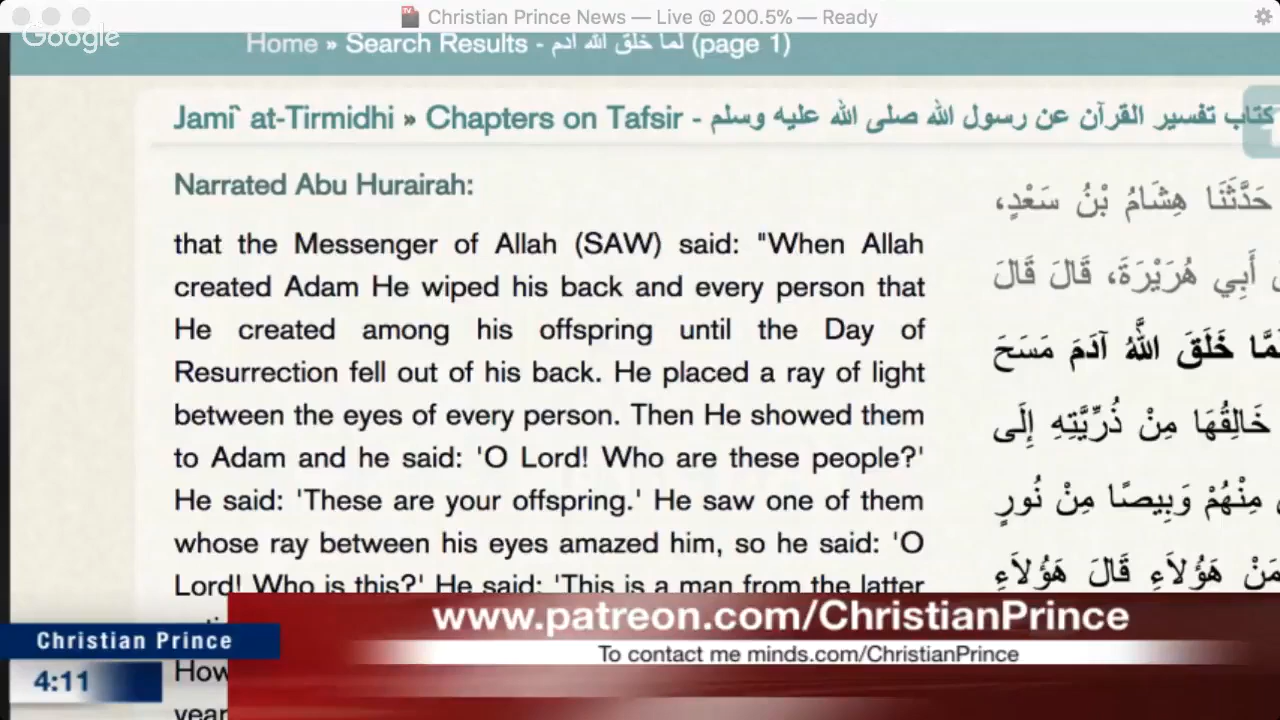 Christian Prince News — Live @ 200.5% — Ready
Google
Home » Search Results - لما خلق الله ادم (page 1)
Jami` at-Tirmidhi » Chapters on Tafsir - كتاب تفسير القرآن عن رسول الله صلى الله عليه وسلم
Narrated Abu Hurairah:
that the Messenger of Allah (SAW) said: "When Allah
created Adam He wiped his back and every person that
He created among his offspring until the Day of
Resurrection fell out of his back. He placed a ray of light
between the eyes of every person. Then He showed them
to Adam and he said: 'O Lord! Who are these people?'
He said: 'These are your offspring.' He saw one of them
whose ray between his eyes amazed him, so he said: 'O
Lord! Who is this?' He said: 'This is a man from the latter
How
year
حَدَّثَنَا هِشَامُ بْنُ سَعْدٍ،
أَبِي هُرَيْرَةَ، قَالَ قَالَ
خَلَقَ اللَّهُ آدَمَ مَسَحَ
خَالِقُهَا مِنْ ذُرِّيَّتِهِ إِلَى
مِنْهُمْ وَبِيصًا مِنْ نُورٍ
هَؤُلاَءِ قَالَ هَؤُلاَءِ
www.patreon.com/ChristianPrince
To contact me minds.com/ChristianPrince
Christian Prince
4:11